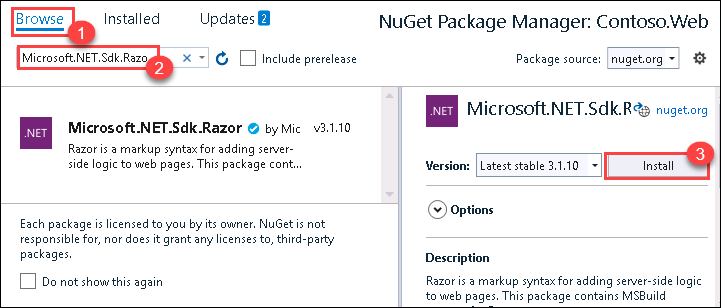 Browse Installed Updates 2 NuGet Package Manager: Contoso.Web
1
Microsoft.NET.Sdk.Razo Include prerelease Package source: nuget.org
2
.NET Microsoft.NET.Sdk.Razor by Mic v3.1.10
Razor is a markup syntax for adding server-
side logic to web pages. This package cont...
Each package is licensed to you by its owner. NuGet is not
responsible for, nor does it grant any licenses to, third-party
packages.
Do not show this again
.NET Microsoft.NET.Sdk.R nuget.org
3
Version: Latest stable 3.1.10 Install
Options
Description
Razor is a markup syntax for adding server-side
logic to web pages. This package contains MSBuild